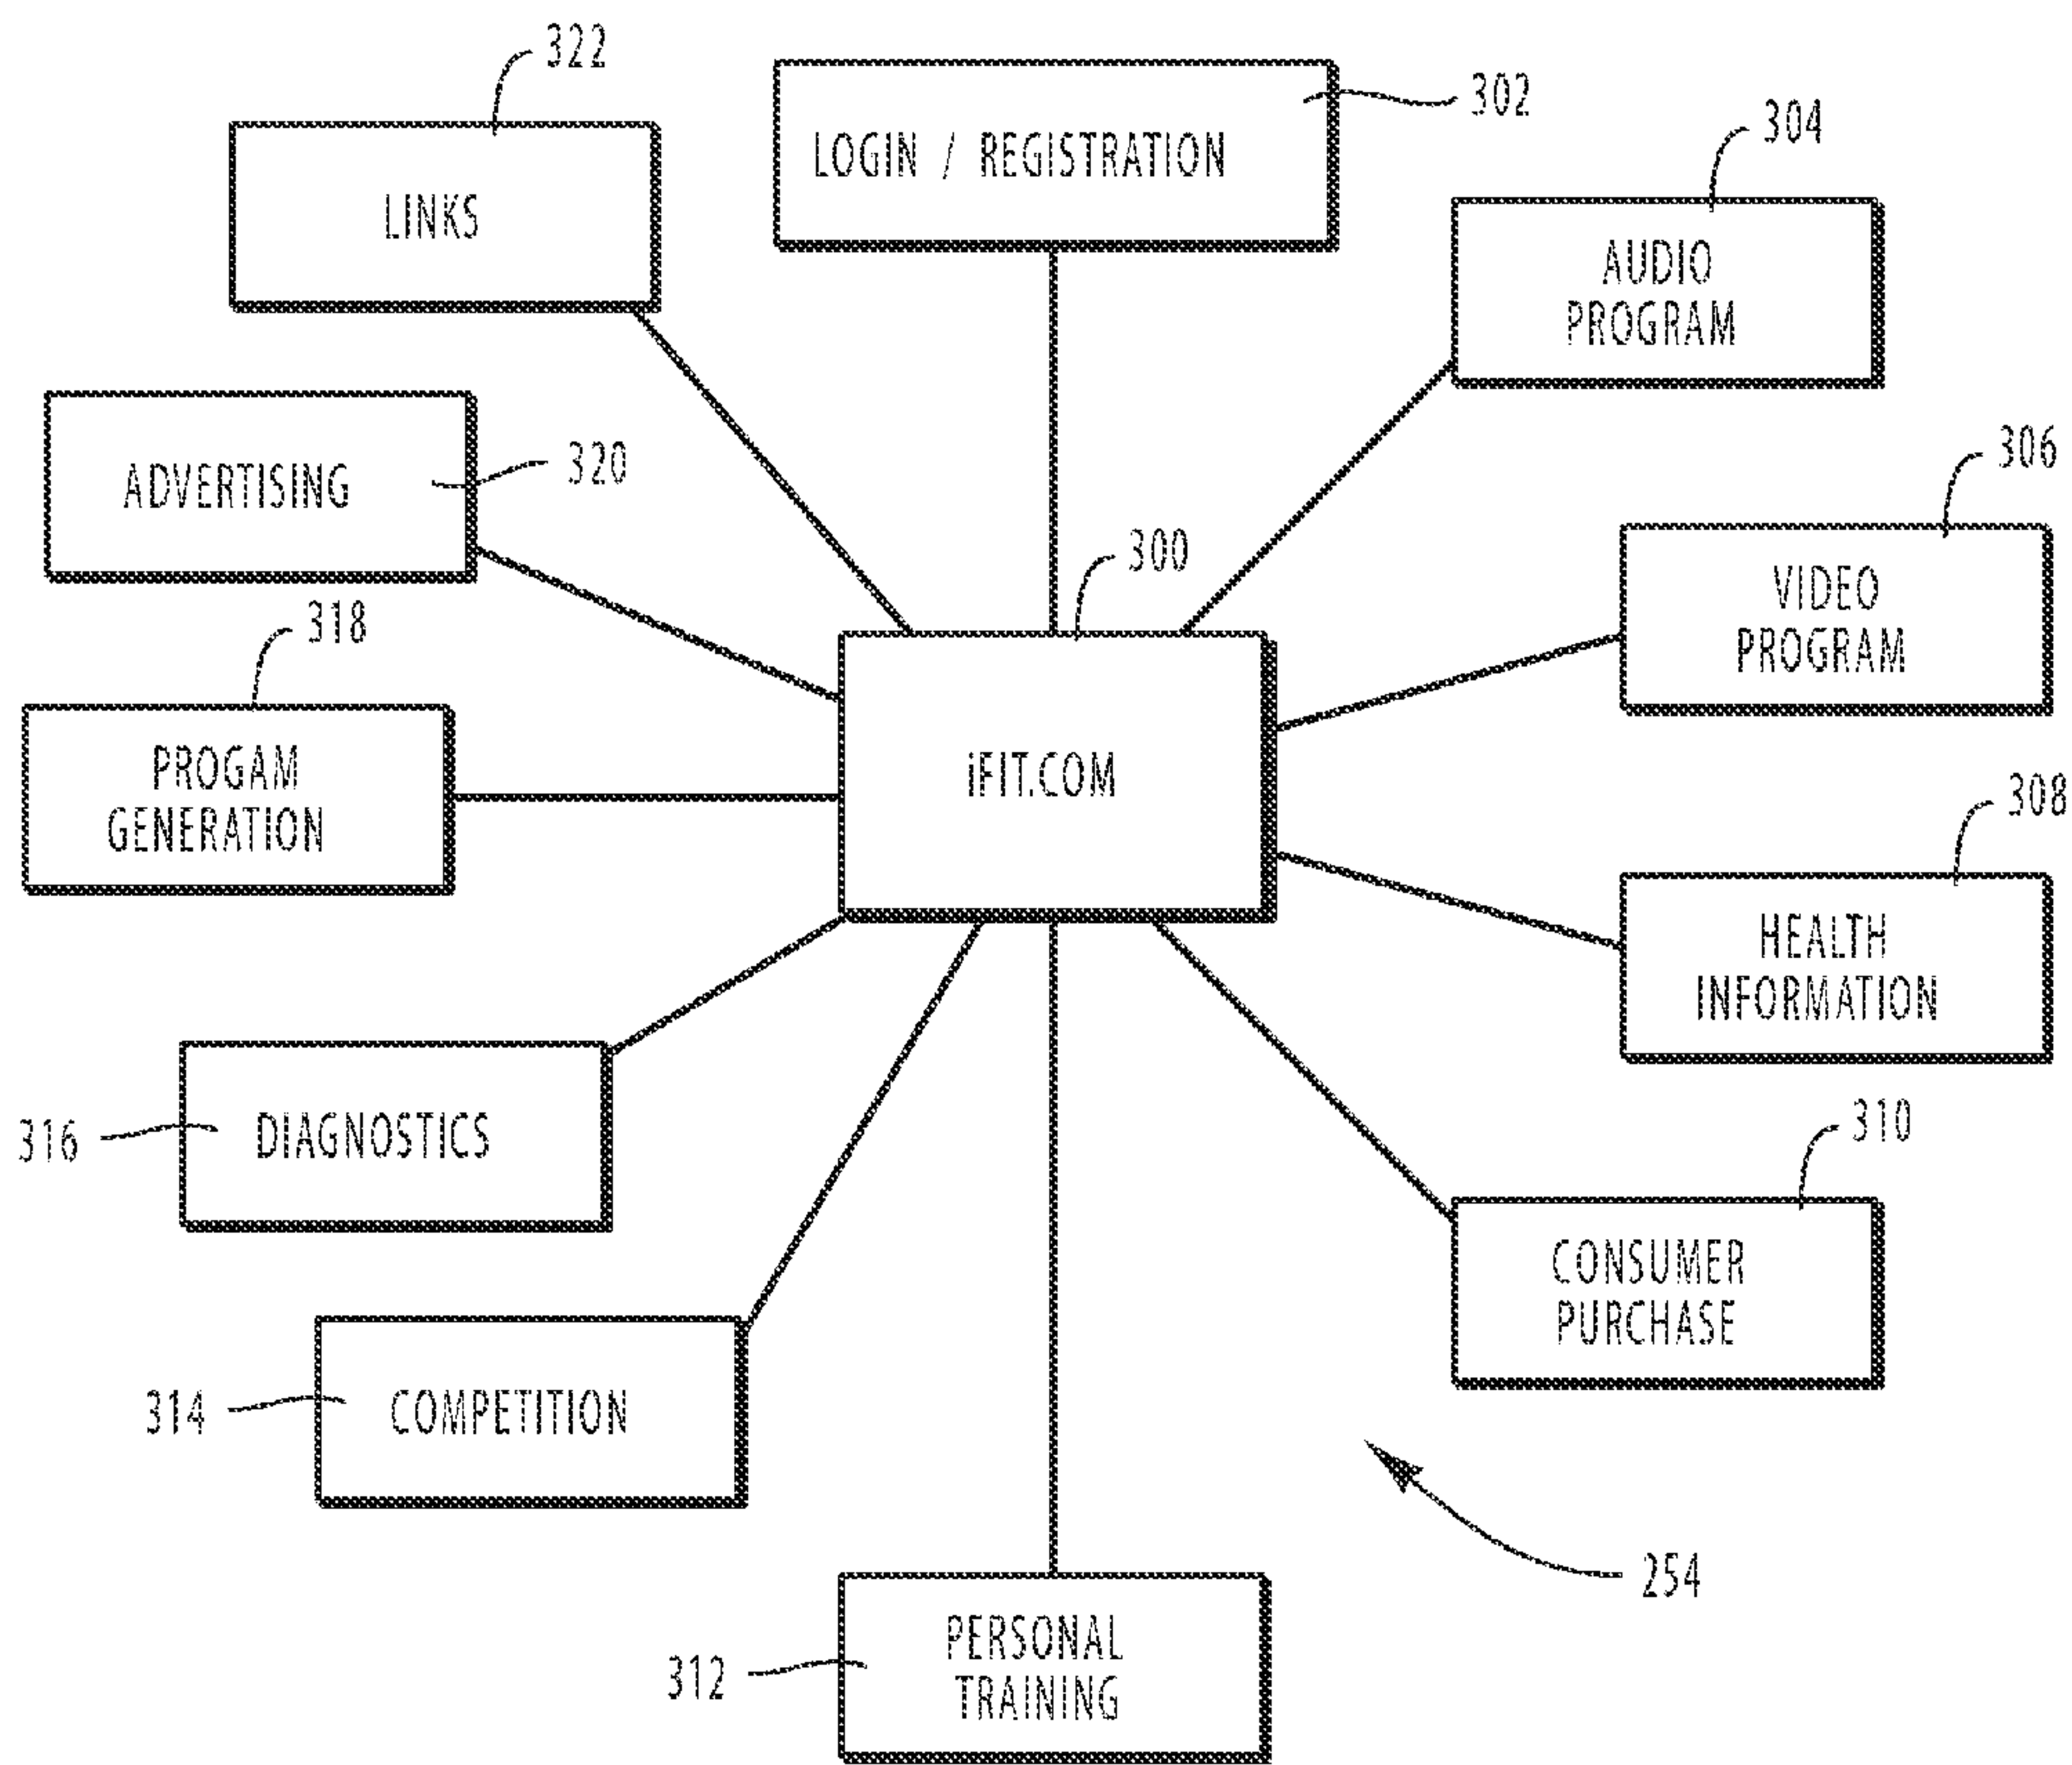 322
302
LOGIN / REGISTRATION
304
LINKS
AUDIO
PROGRAM
306
ADVERTISING
320
300
VIDEO
PROGRAM
318
PROGAM
GENERATION
iFIT.COM
308
HEALTH
INFORMATION
316
DIAGNOSTICS
310
CONSUMER
PURCHASE
314
COMPETITION
254
312
PERSONAL
TRAINING